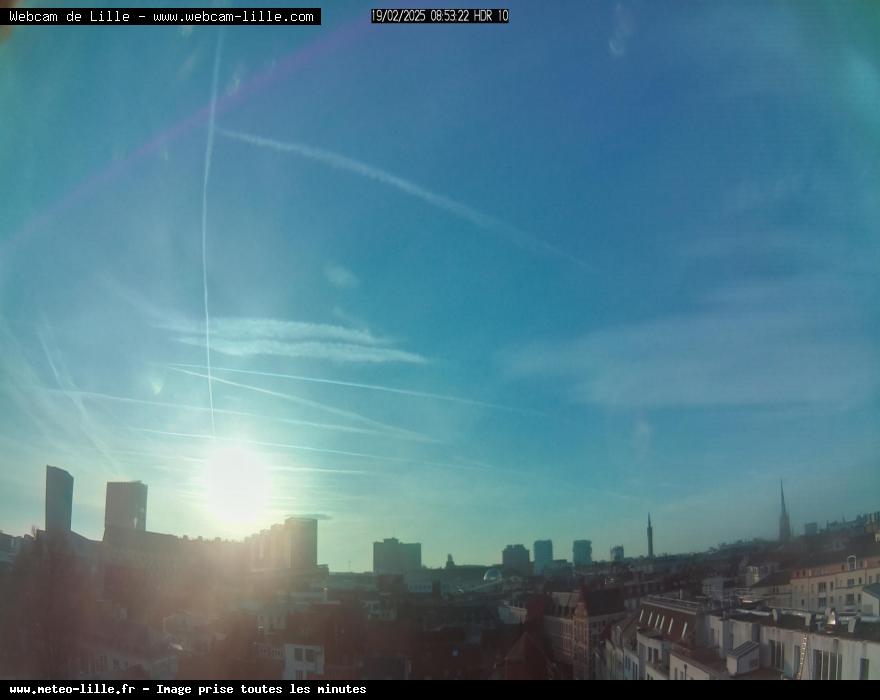 Webcam de Lille - www.webcam-lille.com
19/02/2025 08:53:22 HDR 10
www.meteo-lille.fr - Image prise toutes les minutes